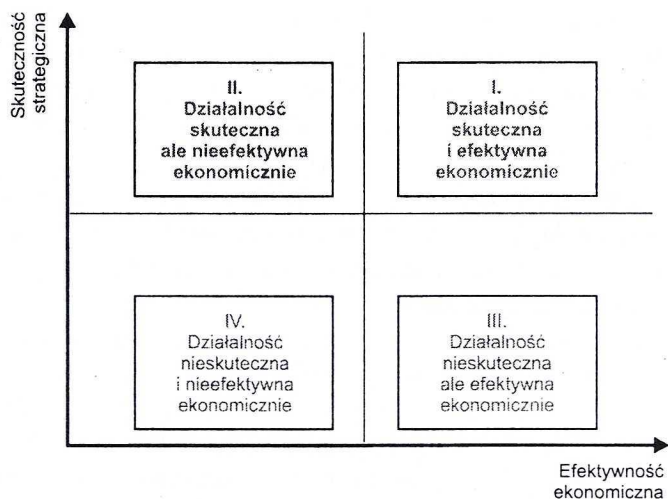 Skuteczność
strategiczna
II.
Działalność
skuteczna
ale nieefektywna
ekonomicznie
I.
Działalność
skuteczna
i efektywna
ekonomicznie
IV.
Działalność
nieskuteczna
i nieefektywna
ekonomicznie
III.
Działalność
nieskuteczna
ale efektywna
ekonomicznie
Efektywność
ekonomiczna